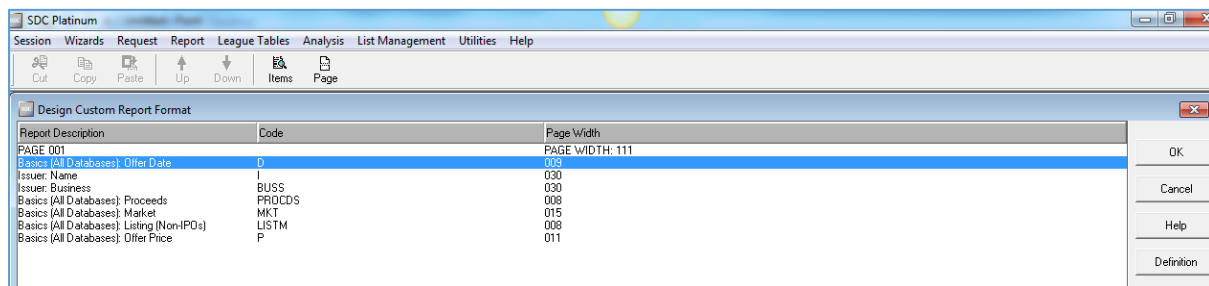 SDC Platinum
Session Wizards Request Report League Tables Analysis List Management Utilities Help
Cut Copy Paste Up Down Items Page
Design Custom Report Format
Report Description Code Page Width
PAGE 001 PAGE WIDTH: 111
Basics (All Databases): Offer Date D 009
Issuer: Name I 030
Issuer: Business BUSS 030
Basics (All Databases): Proceeds PROCDS 008
Basics (All Databases): Market MKT 015
Basics (All Databases): Listing (Non-IPOs) LISTM 008
Basics (All Databases): Offer Price P 011
OK
Cancel
Help
Definition